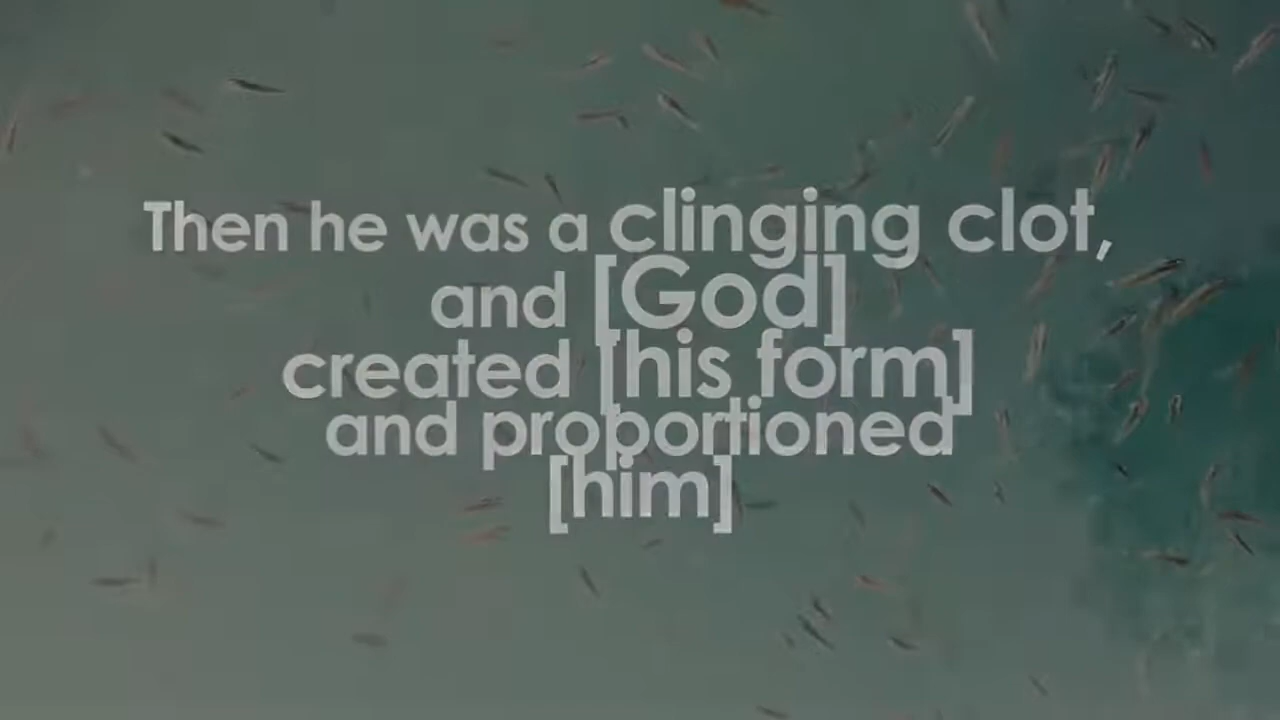 Then he was a clinging clot,
and [God]
created [his form]
and proportioned
[him]